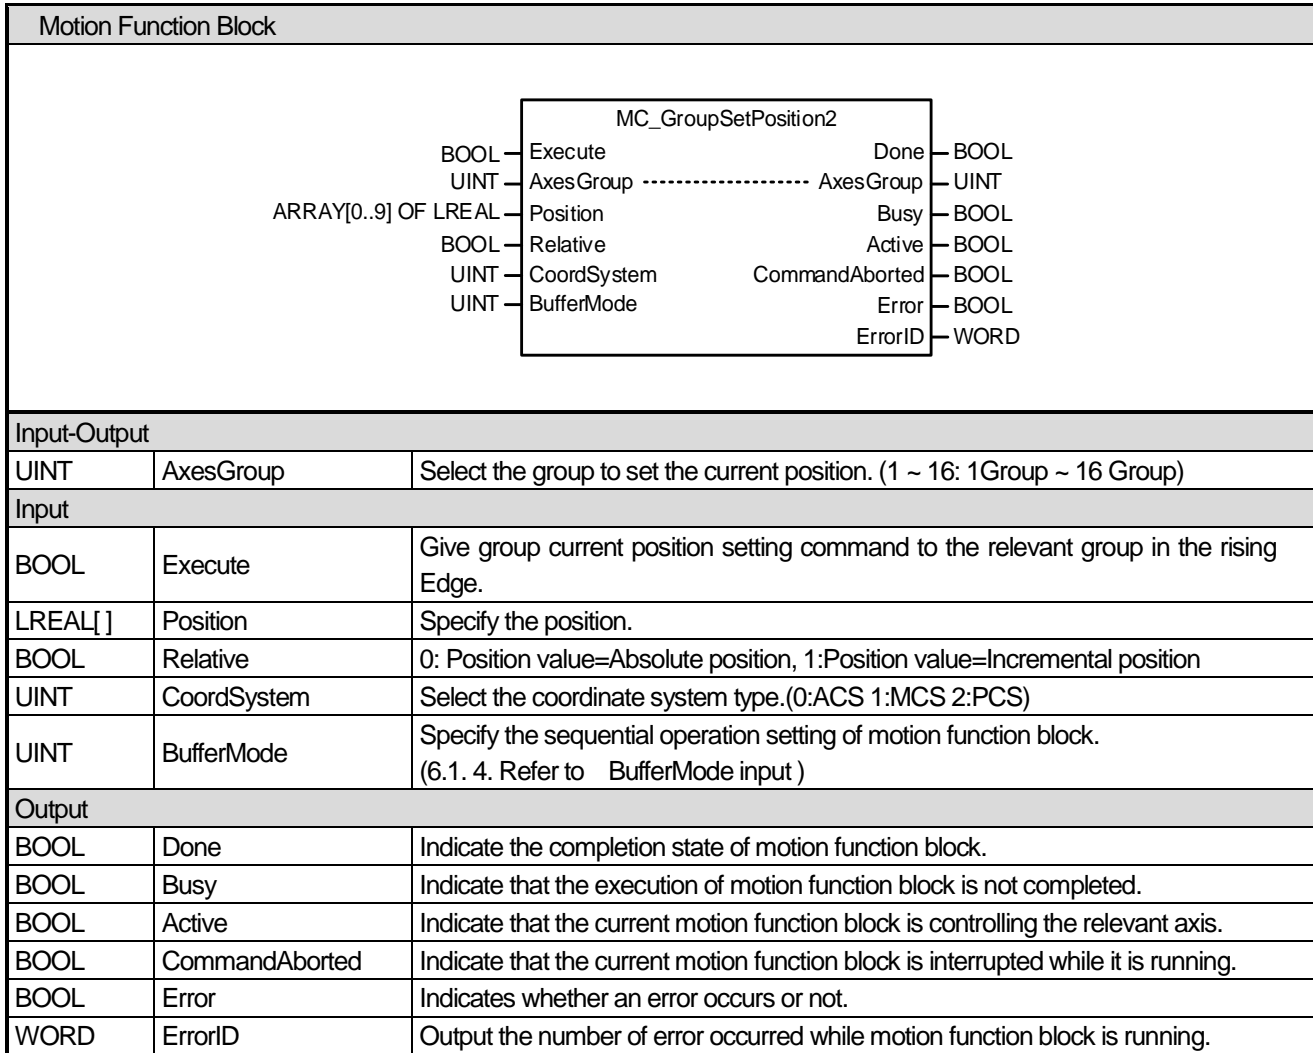 Motion Function Block
MC_GroupSetPosition2
BOOL Execute Done BOOL
UINT AxesGroup AxesGroup UINT
ARRAY[0..9] OF LREAL Position Busy BOOL
BOOL Relative Active BOOL
UINT CoordSystem CommandAborted BOOL
UINT BufferMode Error BOOL
ErrorID WORD
Input-Output
UINT AxesGroup Select the group to set the current position. (1 ~ 16: 1Group ~ 16 Group)
Input
BOOL Execute Give group current position setting command to the relevant group in the rising
Edge.
LREAL[ ] Position Specify the position.
BOOL Relative 0: Position value=Absolute position, 1:Position value=Incremental position
UINT CoordSystem Select the coordinate system type.(0:ACS 1:MCS 2:PCS)
UINT BufferMode Specify the sequential operation setting of motion function block.
(6.1. 4. Refer to BufferMode input )
Output
BOOL Done Indicate the completion state of motion function block.
BOOL Busy Indicate that the execution of motion function block is not completed.
BOOL Active Indicate that the current motion function block is controlling the relevant axis.
BOOL CommandAborted Indicate that the current motion function block is interrupted while it is running.
BOOL Error Indicates whether an error occurs or not.
WORD ErrorID Output the number of error occurred while motion function block is running.